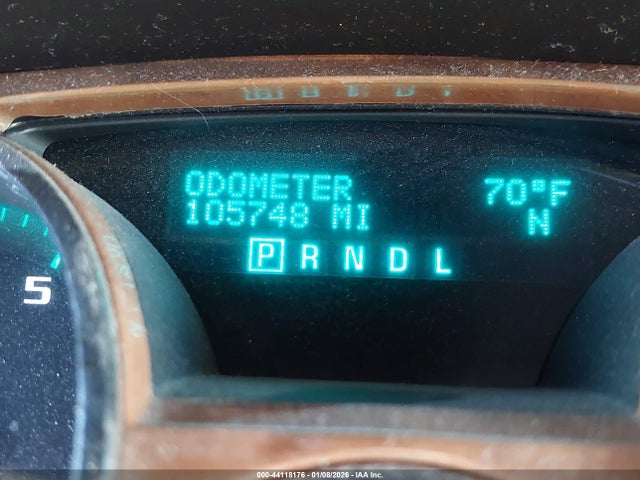 ODOMETER 70°F
105748 MI N
P R N D L
5
000-44118176 - 01/08/2026 - IAA Inc.